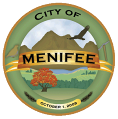 CITY OF
MENIFEE
OCTOBER 1, 2008